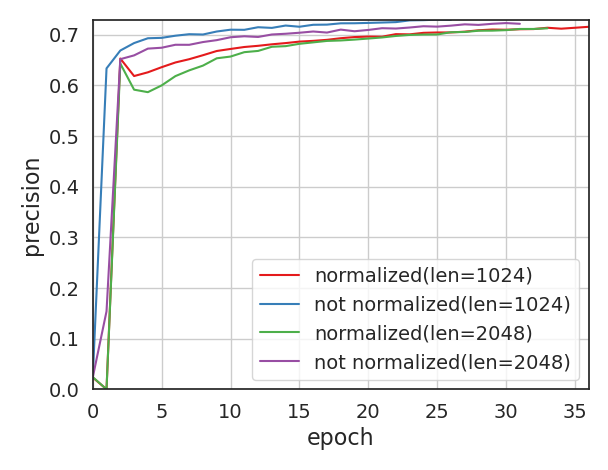 0.7
0.6
0.5
0.4
0.3
0.2
0.1
0.0
precision
normalized(len=1024)
not normalized(len=1024)
normalized(len=2048)
not normalized(len=2048)
0 5 10 15 20 25 30 35
epoch